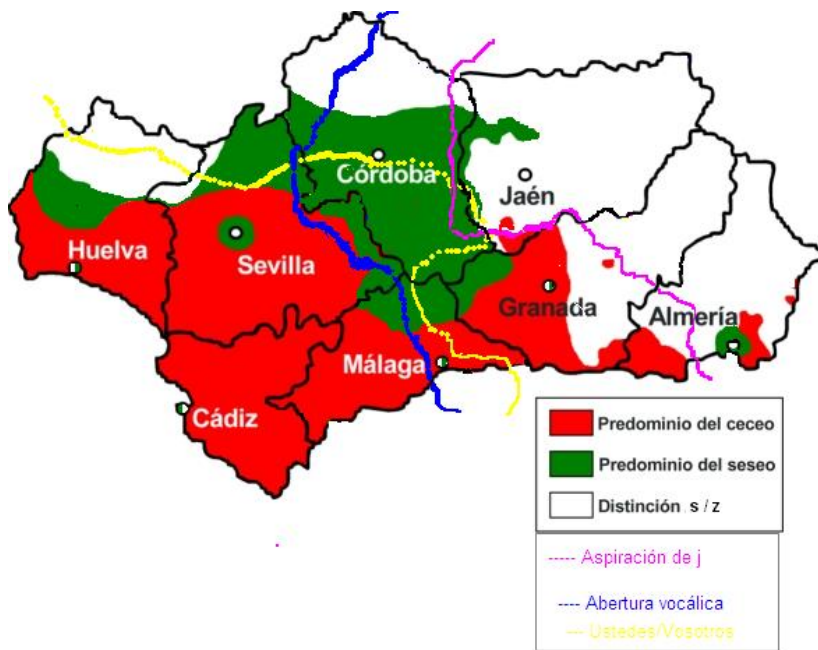 Córdoba
Jaén
Huelva
Sevilla
Granada
Almería
Málaga
Cádiz
Predominio del ceceo
Predominio del seseo
Distinción s / z
----- Aspiración de j
---- Abertura vocálica
--- Ustedes/Vosotros